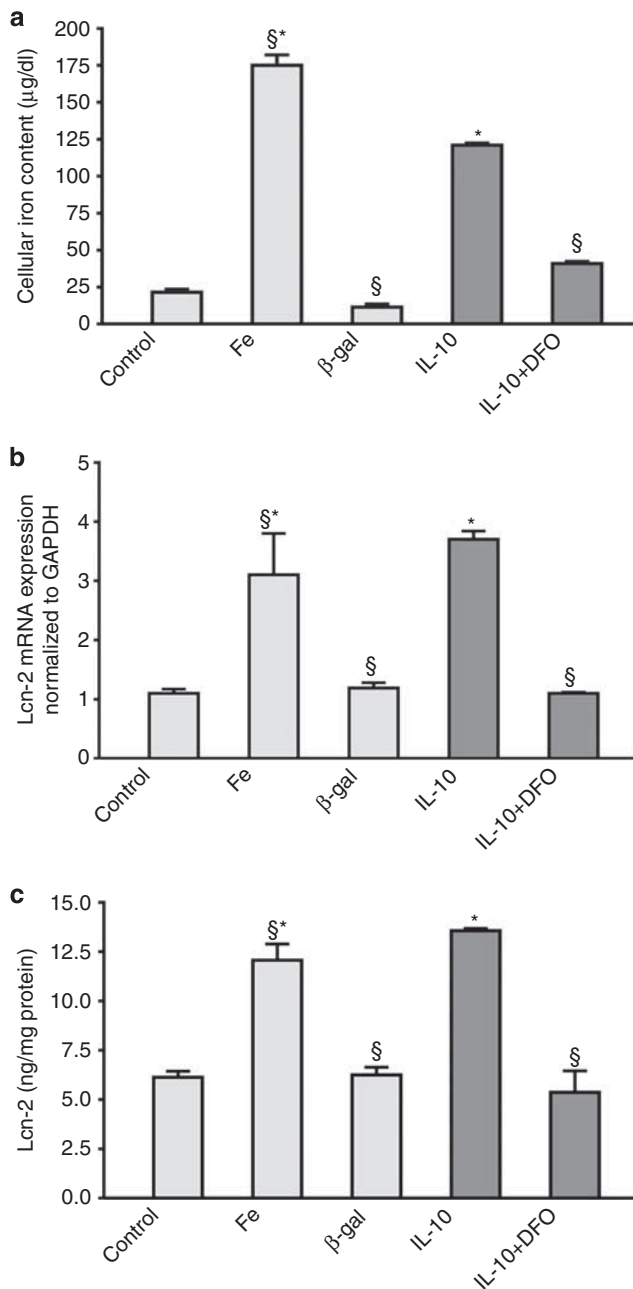 a
Cellular iron content (μg/dl)
200
175
150
125
100
75
50
25
0
§*
§
*
§
Control
Fe
β-gal
IL-10
IL-10+DFO
b
Lcn-2 mRNA expression
normalized to GAPDH
5
4
3
2
1
0
§*
§
*
§
Control
Fe
β-gal
IL-10
IL-10+DFO
c
Lcn-2 (ng/mg protein)
15.0
12.5
10.0
7.5
5.0
2.5
0.0
§*
§
*
§
Control
Fe
β-gal
IL-10
IL-10+DFO